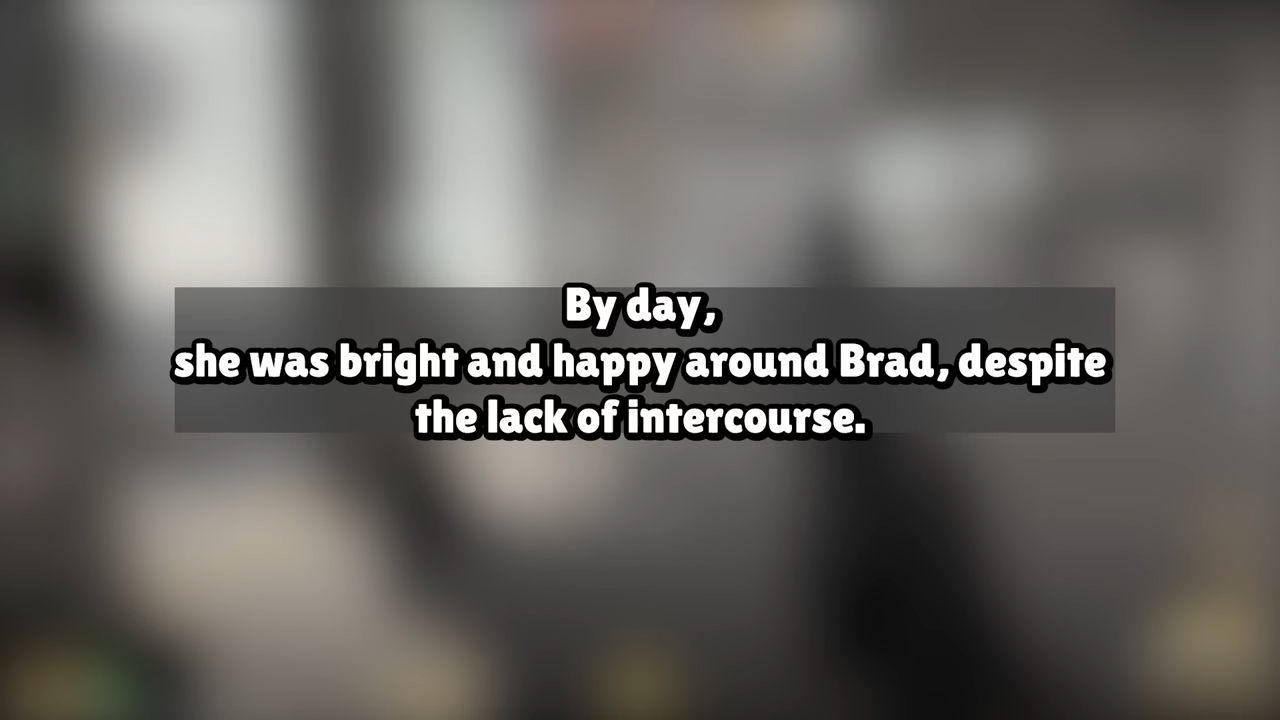 By day,
she was bright and happy around Brad, despite
the lack of intercourse.